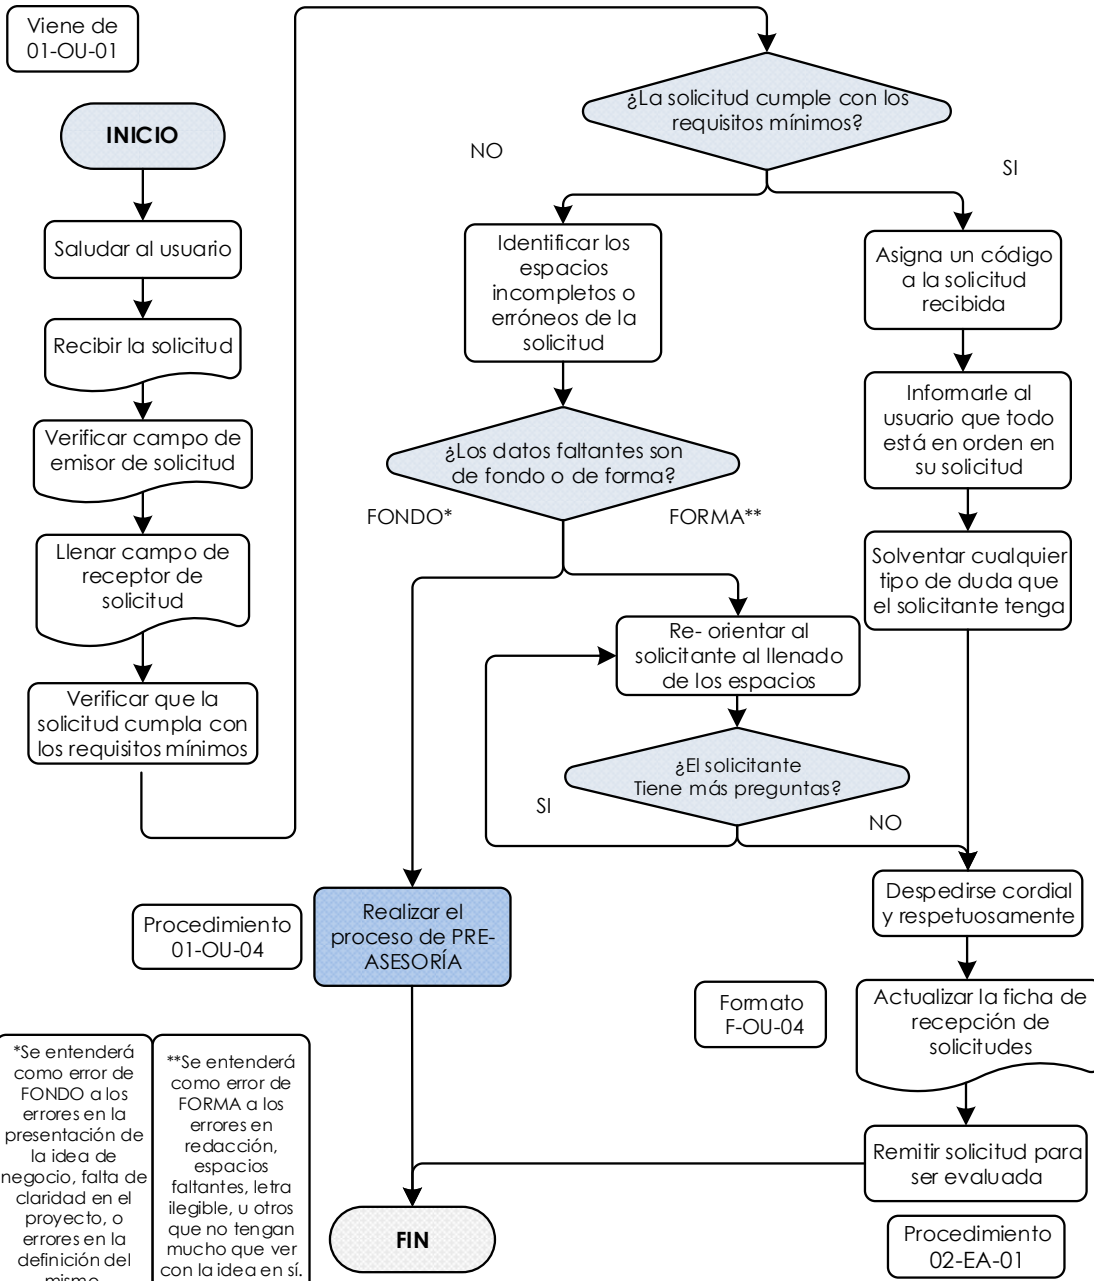 Viene de
01-OU-01
INICIO
Saludar al usuario
Recibir la solicitud
Verificar campo de
emisor de solicitud
Llenar campo de
receptor de
solicitud
Verificar que la
solicitud cumpla con
los requisitos mínimos
¿La solicitud cumple con los
requisitos mínimos?
NO
SI
Identificar los
espacios
incompletos o
erróneos de la
solicitud
Asigna un código
a la solicitud
recibida
Informarle al
usuario que todo
está en orden en
su solicitud
¿Los datos faltantes son
de fondo o de forma?
FONDO*
FORMA**
Solventar cualquier
tipo de duda que
el solicitante tenga
Re- orientar al
solicitante al llenado
de los espacios
¿El solicitante
Tiene más preguntas?
SI
NO
Despedirse cordial
y respetuosamente
Procedimiento
01-OU-04
Realizar el
proceso de PRE-
ASESORÍA
Formato
F-OU-04
Actualizar la ficha de
recepción de
solicitudes
Remitir solicitud para
ser evaluada
Procedimiento
02-EA-01
FIN
*Se entenderá
como error de
FONDO a los
errores en la
presentación de
la idea de
negocio, falta de
claridad en el
proyecto, o
errores en la
definición del
mismo
**Se entenderá
como error de
FORMA a los
errores en
redacción,
espacios
faltantes, letra
ilegible, u otros
que no tengan
mucho que ver
con la idea en sí.